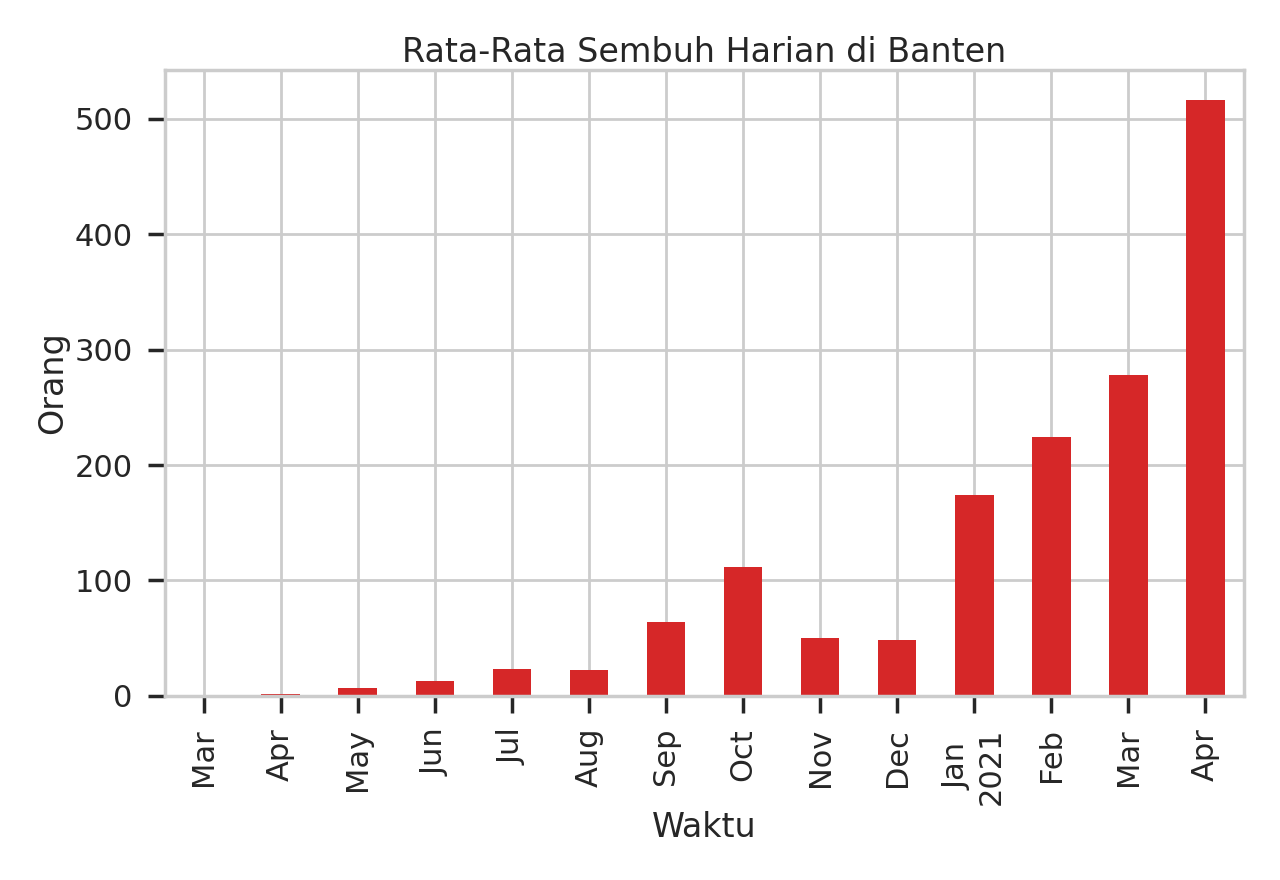 Rata-Rata Sembuh Harian di Banten
Orang
500
400
300
200
100
0
Mar
Apr
May
Jun
Jul
Aug
Sep
Oct
Nov
Dec
Jan
2021
Feb
Mar
Apr
Waktu